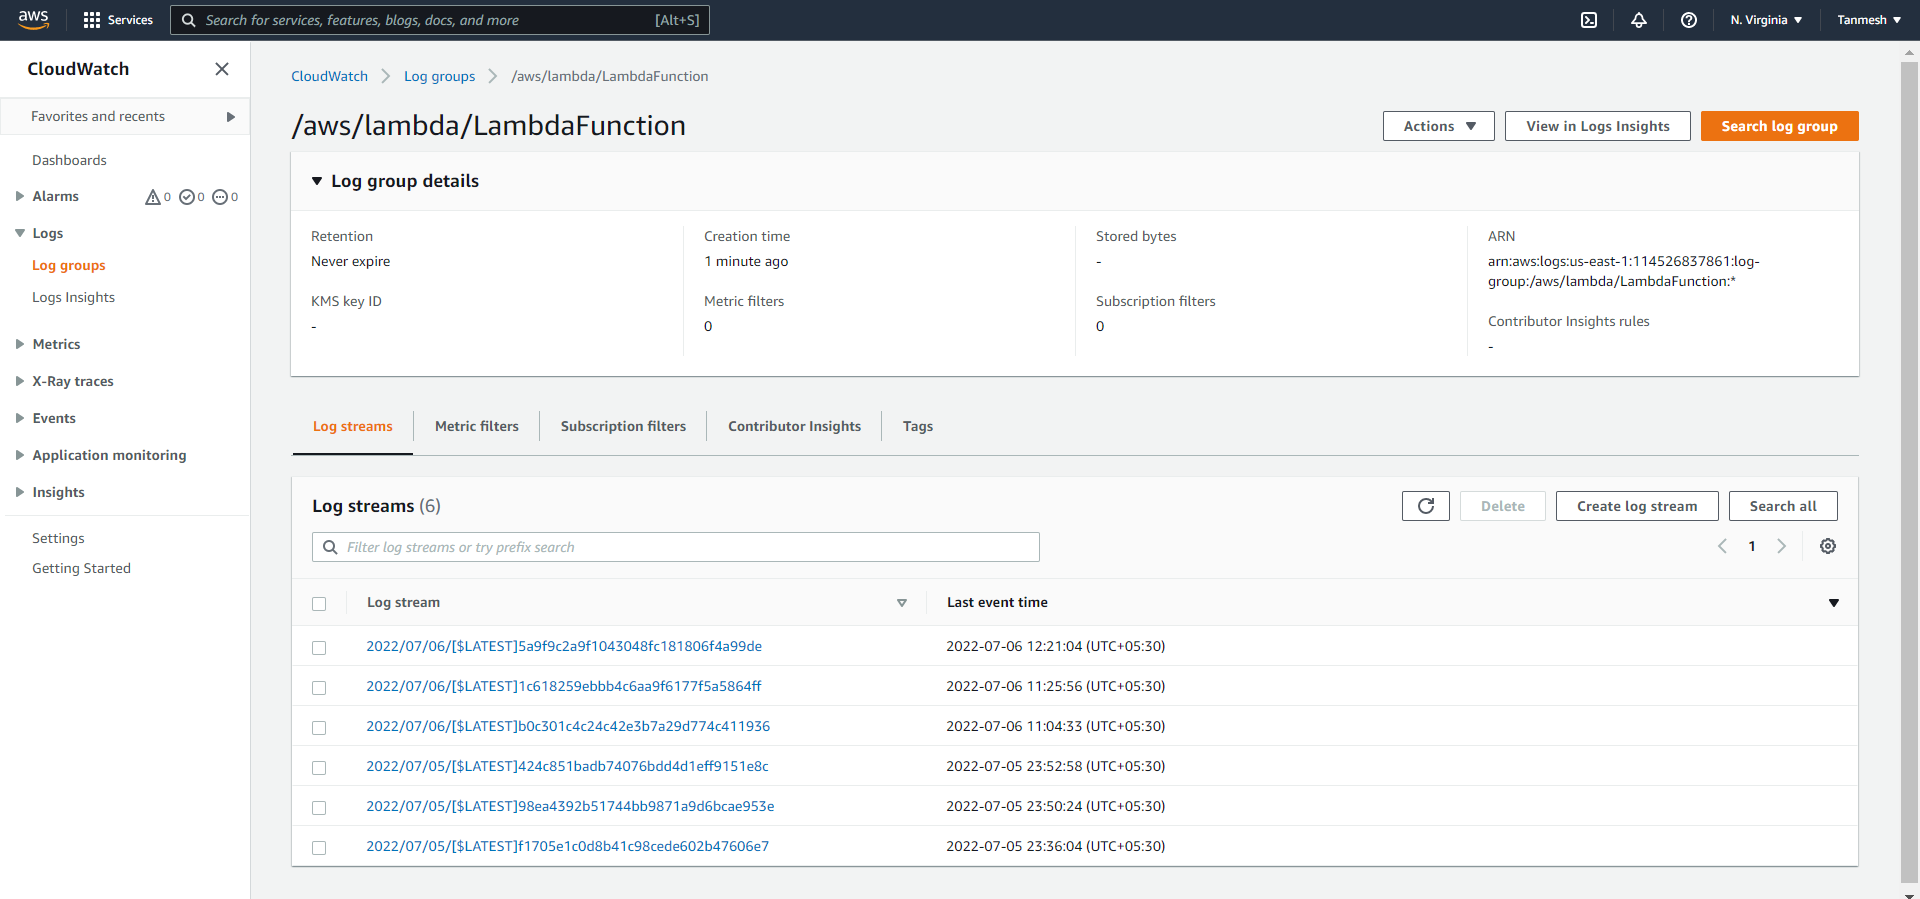 aws Services Search for services, features, blogs, docs, and more [Alt+S] N. Virginia Tanmesh
CloudWatch
Favorites and recents
Dashboards
Alarms 0 0 0
Logs
Log groups
Logs Insights
Metrics
X-Ray traces
Events
Application monitoring
Insights
Settings
Getting Started
CloudWatch Log groups /aws/lambda/LambdaFunction
/aws/lambda/LambdaFunction
Actions View in Logs Insights Search log group
Log group details
Retention
Never expire
KMS key ID
-
Creation time
1 minute ago
Metric filters
0
Stored bytes
-
Subscription filters
0
ARN
arn:aws:logs:us-east-1:114526837861:log-
group:/aws/lambda/LambdaFunction:*
Contributor Insights rules
-
Log streams Metric filters Subscription filters Contributor Insights Tags
Log streams (6)
Delete Create log stream Search all
Filter log streams or try prefix search
1
Log stream Last event time
2022/07/06/[$LATEST]5a9f9c2a9f1043048fc181806f4a99de 2022-07-06 12:21:04 (UTC+05:30)
2022/07/06/[$LATEST]1c618259ebbb4c6aa9f6177f5a5864ff 2022-07-06 11:25:56 (UTC+05:30)
2022/07/06/[$LATEST]b0c301c4c24c42e3b7a29d774c411936 2022-07-06 11:04:33 (UTC+05:30)
2022/07/05/[$LATEST]424c851badb74076bdd4d1eff9151e8c 2022-07-05 23:52:58 (UTC+05:30)
2022/07/05/[$LATEST]98ea4392b51744bb9871a9d6bcae953e 2022-07-05 23:50:24 (UTC+05:30)
2022/07/05/[$LATEST]f1705e1c0d8b41c98cede602b47606e7 2022-07-05 23:36:04 (UTC+05:30)